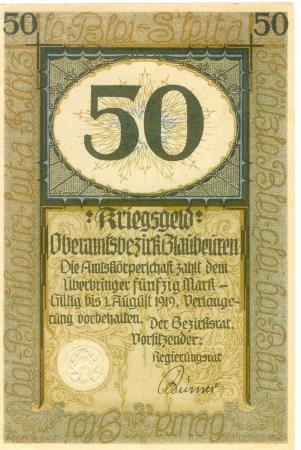 50 50
50
Kriegsgeld:
Oberamtsbezirk Blaubeuren
Die Amtskörperschaft zahlt dem
Überbringer fünfzig Mark –
Gültig bis 1. August 1919. Verlänge-
rung vorbehalten. Der Bezirksrat.
Vorsitzender:
Regierungsrat